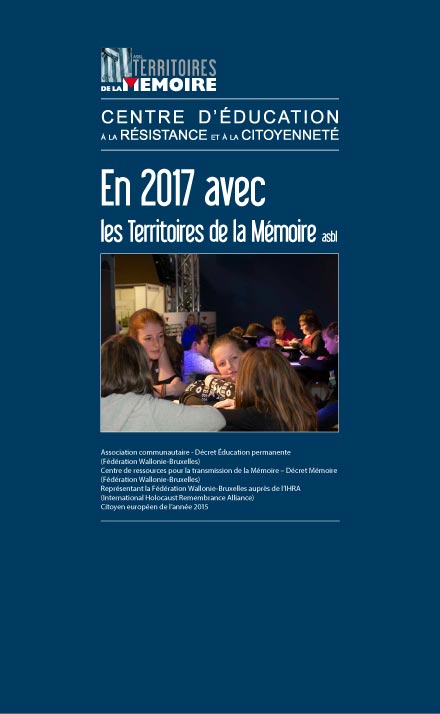 ASBL
TERRITOIRES
DE LA MEMOIRE
CENTRE D'ÉDUCATION
À LA RÉSISTANCE ET À LA CITOYENNETÉ
En 2017 avec
les Territoires de la Mémoire asbl
Association communautaire - Décret Éducation permanente
(Fédération Wallonie-Bruxelles)
Centre de ressources pour la transmission de la Mémoire – Décret Mémoire
(Fédération Wallonie-Bruxelles)
Représentant la Fédération Wallonie-Bruxelles auprès de l'IHRA
(International Holocaust Remembrance Alliance)
Citoyen européen de l'année 2015